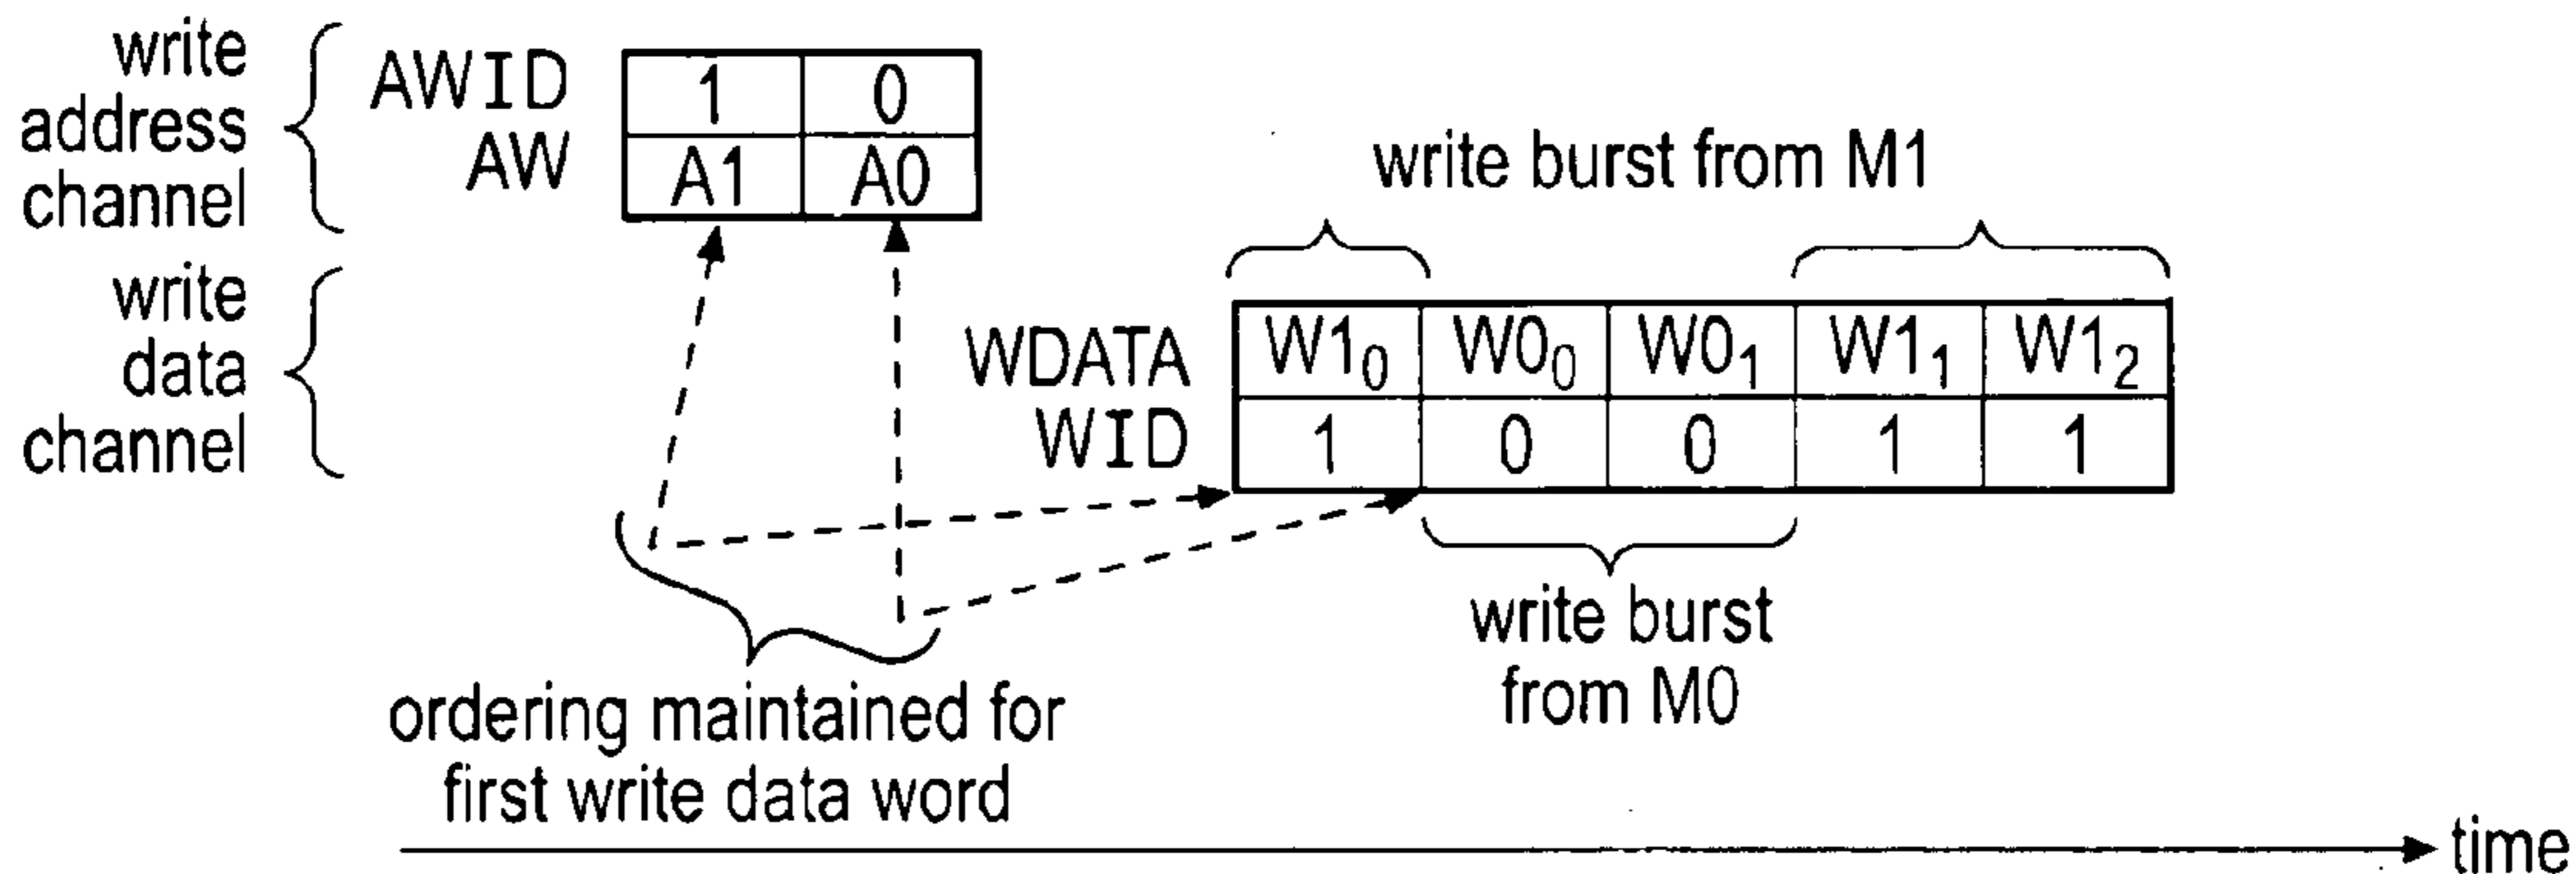 write
address
channel
AWID 1 0
AW A1 A0
write burst from M1
write
data
channel
WDATA W1₀ W0₀ W0₁ W1₁ W1₂
WID 1 0 0 1 1
write burst
from M0
ordering maintained for
first write data word
time